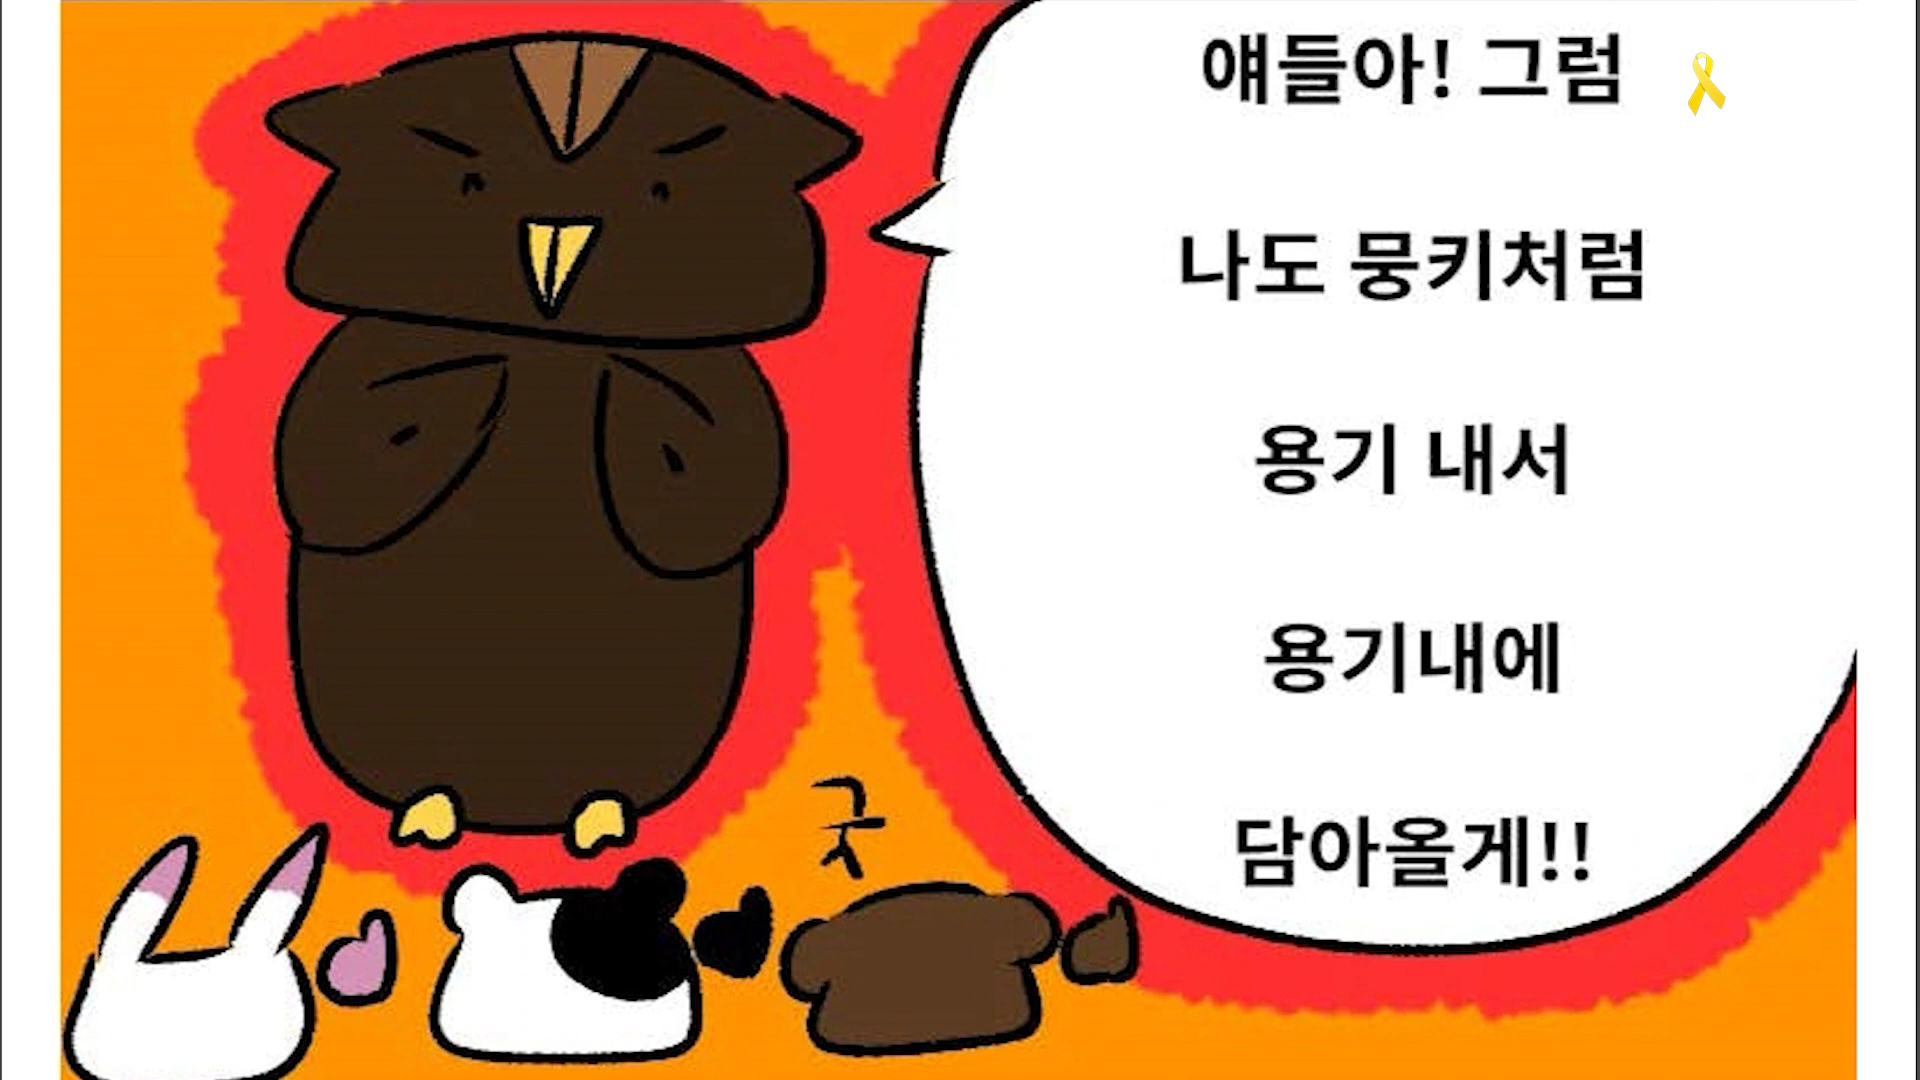 얘들아! 그럼
나도 뭉키처럼
용기 내서
용기내에
담아올게!!
굿